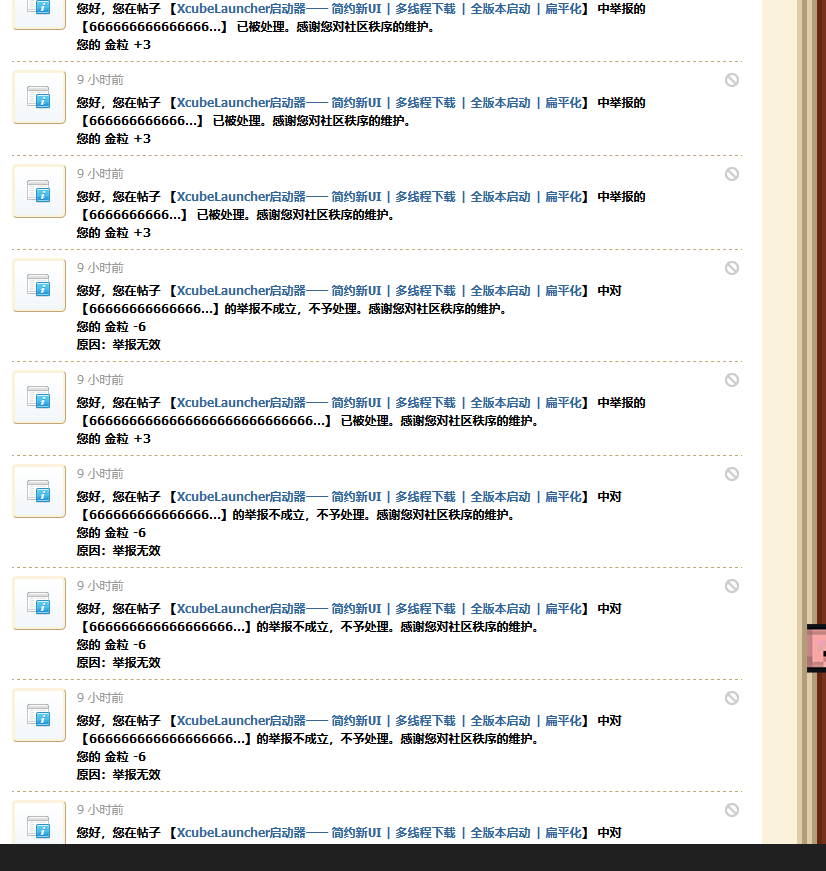 您好，您在帖子 【XcubeLauncher启动器—— 简约新UI | 多线程下载 | 全版本启动 | 扁平化】 中举报的
【666666666666666...】 已被处理。感谢您对社区秩序的维护。
您的 金粒 +3
9 小时前
您好，您在帖子 【XcubeLauncher启动器—— 简约新UI | 多线程下载 | 全版本启动 | 扁平化】 中举报的
【666666666666...】 已被处理。感谢您对社区秩序的维护。
您的 金粒 +3
9 小时前
您好，您在帖子 【XcubeLauncher启动器—— 简约新UI | 多线程下载 | 全版本启动 | 扁平化】 中举报的
【6666666666...】 已被处理。感谢您对社区秩序的维护。
您的 金粒 +3
9 小时前
您好，您在帖子 【XcubeLauncher启动器—— 简约新UI | 多线程下载 | 全版本启动 | 扁平化】 中对
【66666666666666...】的举报不成立，不予处理。感谢您对社区秩序的维护。
您的 金粒 -6
原因：举报无效
9 小时前
您好，您在帖子 【XcubeLauncher启动器—— 简约新UI | 多线程下载 | 全版本启动 | 扁平化】 中举报的
【6666666666666666666666666666...】 已被处理。感谢您对社区秩序的维护。
您的 金粒 +3
9 小时前
您好，您在帖子 【XcubeLauncher启动器—— 简约新UI | 多线程下载 | 全版本启动 | 扁平化】 中对
【666666666666666...】的举报不成立，不予处理。感谢您对社区秩序的维护。
您的 金粒 -6
原因：举报无效
9 小时前
您好，您在帖子 【XcubeLauncher启动器—— 简约新UI | 多线程下载 | 全版本启动 | 扁平化】 中对
【666666666666666666...】的举报不成立，不予处理。感谢您对社区秩序的维护。
您的 金粒 -6
原因：举报无效
9 小时前
您好，您在帖子 【XcubeLauncher启动器—— 简约新UI | 多线程下载 | 全版本启动 | 扁平化】 中对
【666666666666666666...】的举报不成立，不予处理。感谢您对社区秩序的维护。
您的 金粒 -6
原因：举报无效
9 小时前
您好，您在帖子 【XcubeLauncher启动器—— 简约新UI | 多线程下载 | 全版本启动 | 扁平化】 中对